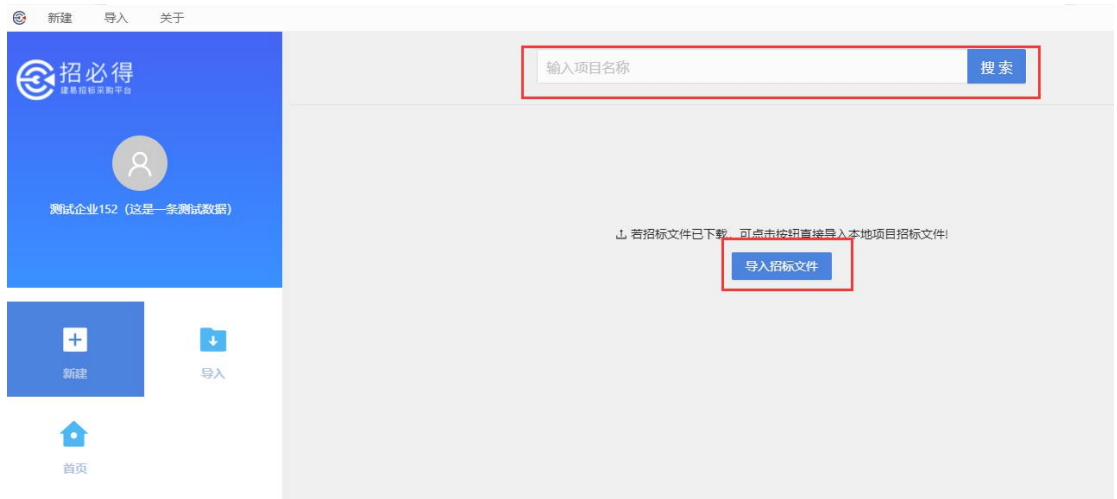 新建 导入 关于
招必得
建易招标采购平台
输入项目名称 搜索
测试企业152（这是一条测试数据）
若招标文件已下载，可点击按钮直接导入本地项目招标文件!
导入招标文件
新建 导入
首页